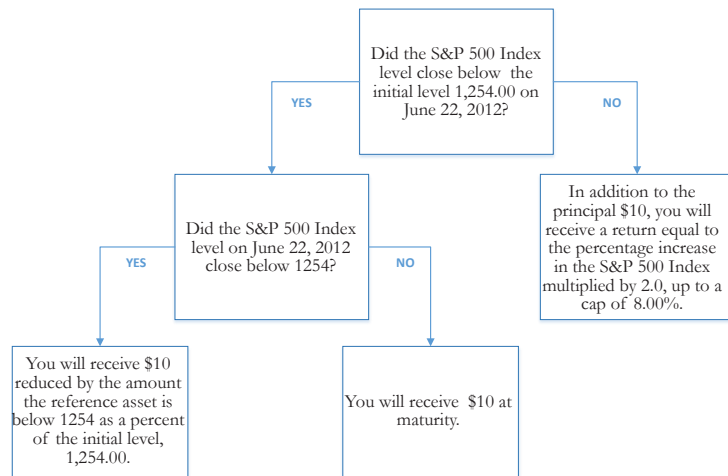 Did the S&P 500 Index
level close below the
initial level 1,254.00 on
June 22, 2012?
YES
NO
Did the S&P 500 Index
level on June 22, 2012
close below 1254?
In addition to the
principal $10, you will
receive a return equal to
the percentage increase
in the S&P 500 Index
multiplied by 2.0, up to a
cap of 8.00%.
YES
NO
You will receive $10
reduced by the amount
the reference asset is
below 1254 as a percent
of the initial level,
1,254.00.
You will receive $10 at
maturity.